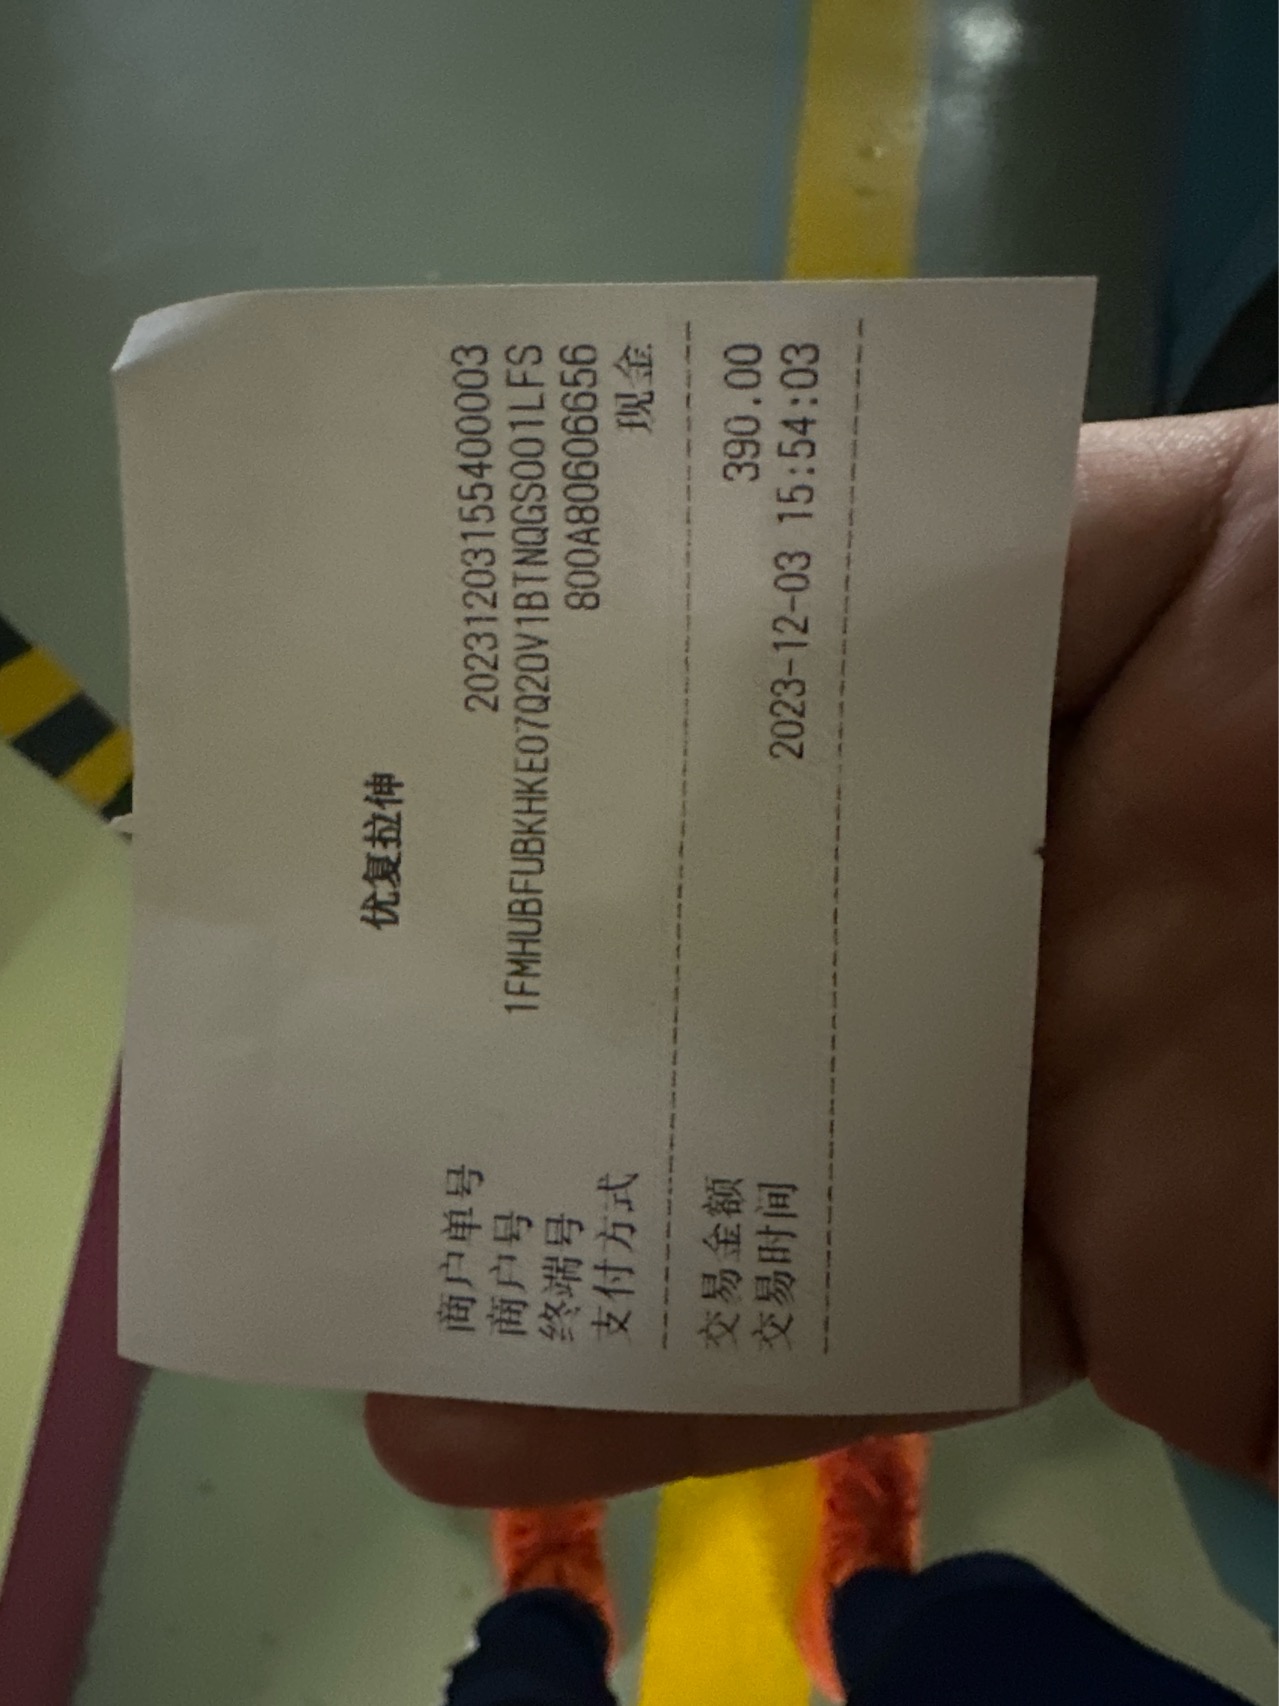 优复拉伸
商户单号 20231203155400003
商户号 1FMHUBFUBKHKE07Q20V1BTNQGS001LFS
终端号 800A80606656
支付方式 现金
交易金额 390.00
交易时间 2023-12-03 15:54:03